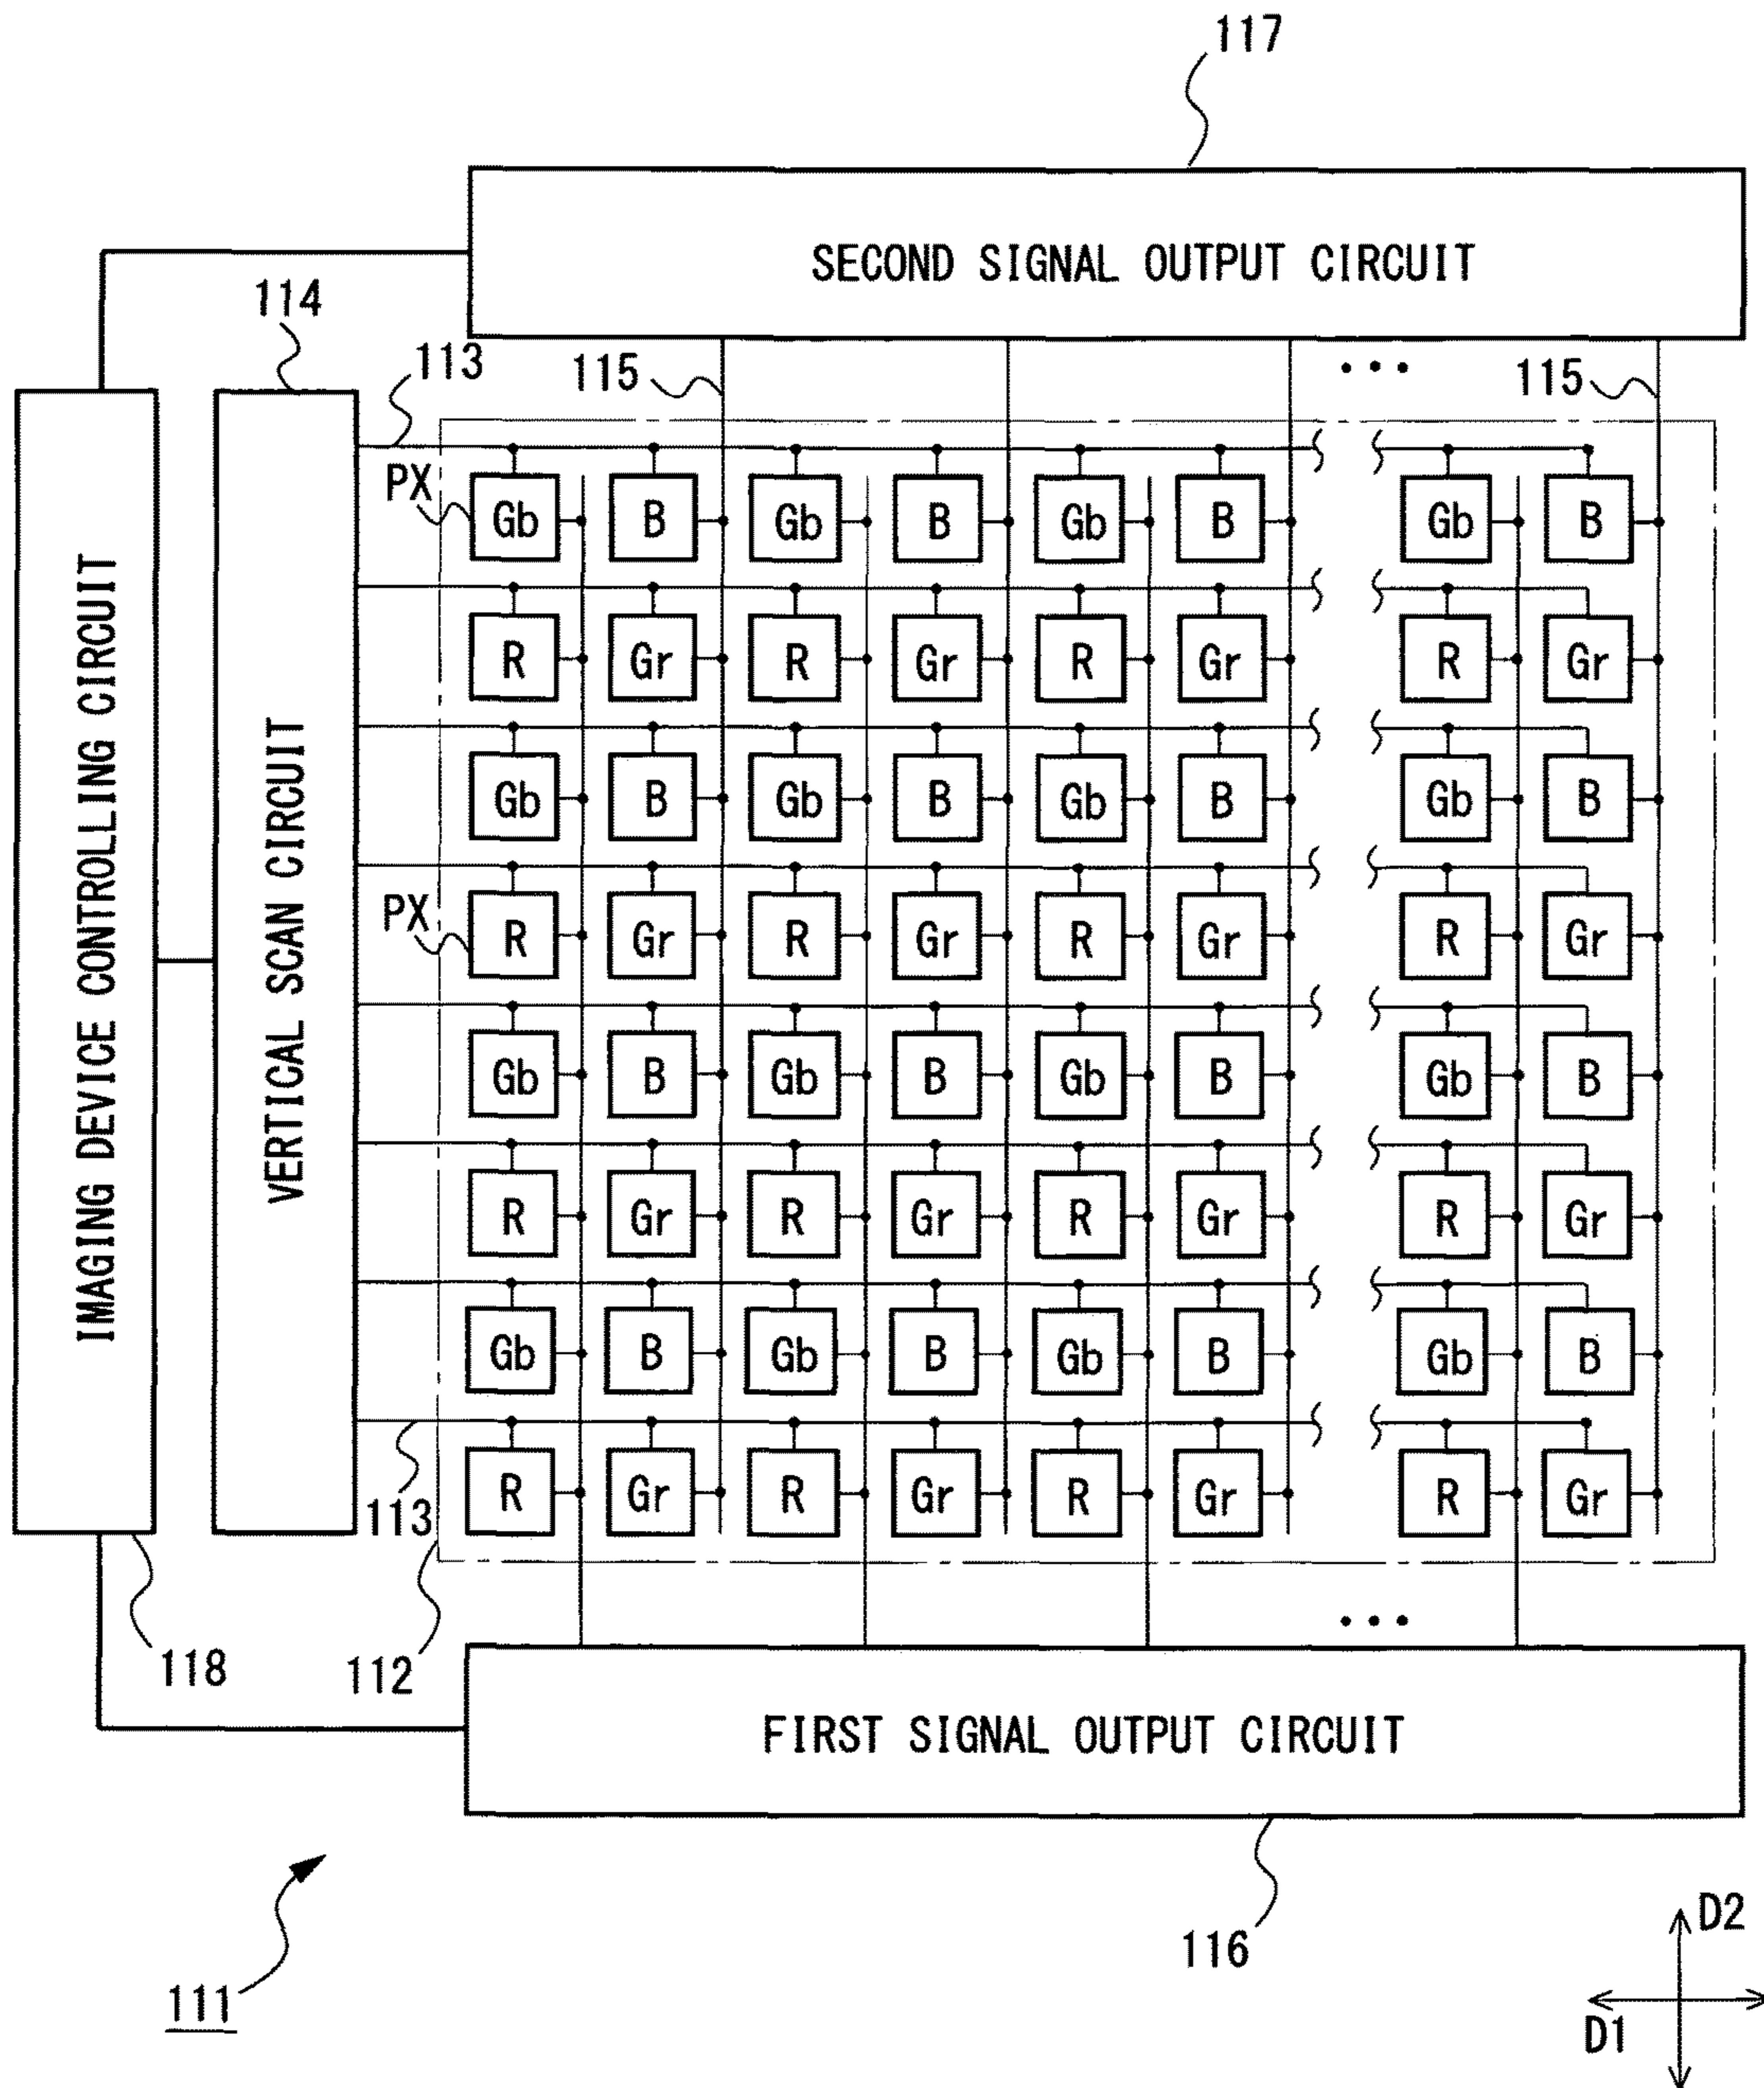 117
SECOND SIGNAL OUTPUT CIRCUIT
114
113
115
• • •
115
IMAGING DEVICE CONTROLLING CIRCUIT
VERTICAL SCAN CIRCUIT
PX
Gb B Gb B Gb B Gb B
R Gr R Gr R Gr R Gr
Gb B Gb B Gb B Gb B
PX
R Gr R Gr R Gr R Gr
Gb B Gb B Gb B Gb B
R Gr R Gr R Gr R Gr
Gb B Gb B Gb B Gb B
R Gr R Gr R Gr R Gr
113
118
112
• • •
FIRST SIGNAL OUTPUT CIRCUIT
116
111
D2
D1